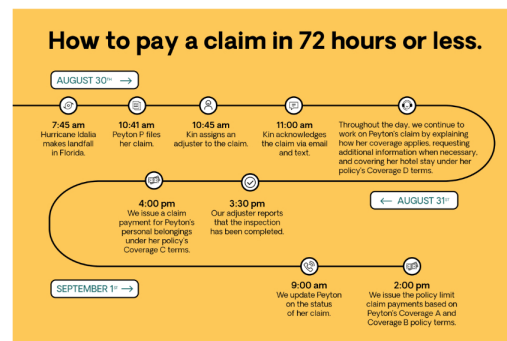 How to pay a claim in 72 hours or less.
AUGUST 30TH →
7:45 am
Hurricane Idalia
makes landfall
in Florida.
10:41 am
Peyton P files
her claim.
10:45 am
Kin assigns an
adjuster to the claim.
11:00 am
Kin acknowledges
the claim via email
and text.
Throughout the day, we continue to
work on Peyton's claim by explaining
how her coverage applies, requesting
additional information when necessary,
and covering her hotel stay under her
policy's Coverage D terms.
← AUGUST 31ST
3:30 pm
Our adjuster reports
that the inspection
has been completed.
4:00 pm
We issue a claim
payment for Peyton's
personal belongings
under her policy's
Coverage C terms.
SEPTEMBER 1ST →
9:00 am
We update Peyton
on the status
of her claim.
2:00 pm
We issue the policy limit
claim payments based on
Peyton's Coverage A and
Coverage B policy terms.